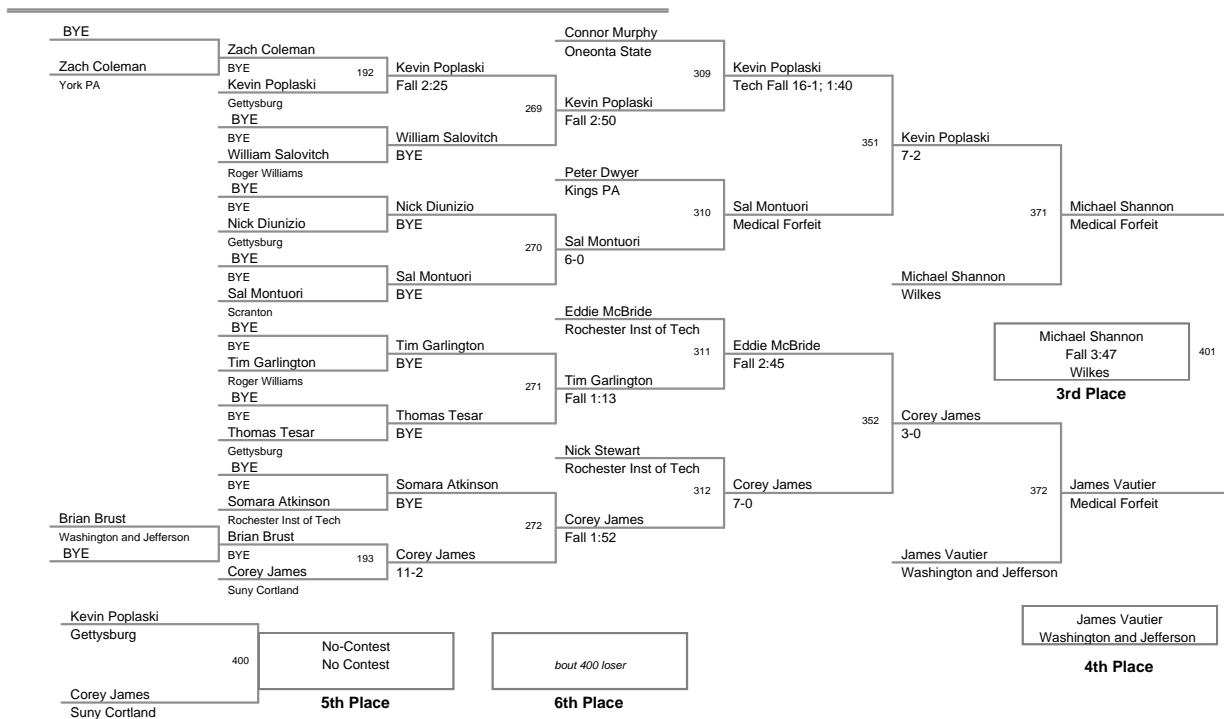 BYE
Zach Coleman
York PA
Brian Brust
Washington and Jefferson
BYE
Zach Coleman
BYE
192
Kevin Poplaski
Gettysburg
BYE
BYE
William Salovitch
Roger Williams
BYE
BYE
Nick Diunizio
Gettysburg
BYE
BYE
Sal Montuori
Scranton
BYE
BYE
Tim Garlington
Roger Williams
BYE
BYE
Thomas Tesar
Gettysburg
BYE
BYE
Somara Atkinson
Rochester Inst of Tech
Brian Brust
BYE
193
Corey James
Suny Cortland
Kevin Poplaski
Fall 2:25
269
William Salovitch
BYE
Nick Diunizio
BYE
270
Sal Montuori
BYE
Tim Garlington
BYE
271
Thomas Tesar
BYE
Somara Atkinson
BYE
272
Corey James
11-2
Connor Murphy
Oneonta State
309
Kevin Poplaski
Fall 2:50
Peter Dwyer
Kings PA
310
Sal Montuori
6-0
Eddie McBride
Rochester Inst of Tech
311
Tim Garlington
Fall 1:13
Nick Stewart
Rochester Inst of Tech
312
Corey James
Fall 1:52
Kevin Poplaski
Tech Fall 16-1; 1:40
351
Sal Montuori
Medical Forfeit
Eddie McBride
Fall 2:45
352
Corey James
7-0
Kevin Poplaski
7-2
371
Michael Shannon
Wilkes
Corey James
3-0
372
James Vautier
Washington and Jefferson
Michael Shannon
Medical Forfeit
James Vautier
Medical Forfeit
Michael Shannon
Fall 3:47
Wilkes
401
3rd Place
James Vautier
Washington and Jefferson
4th Place
Kevin Poplaski
Gettysburg
400
Corey James
Suny Cortland
No-Contest
No Contest
5th Place
bout 400 loser
6th Place